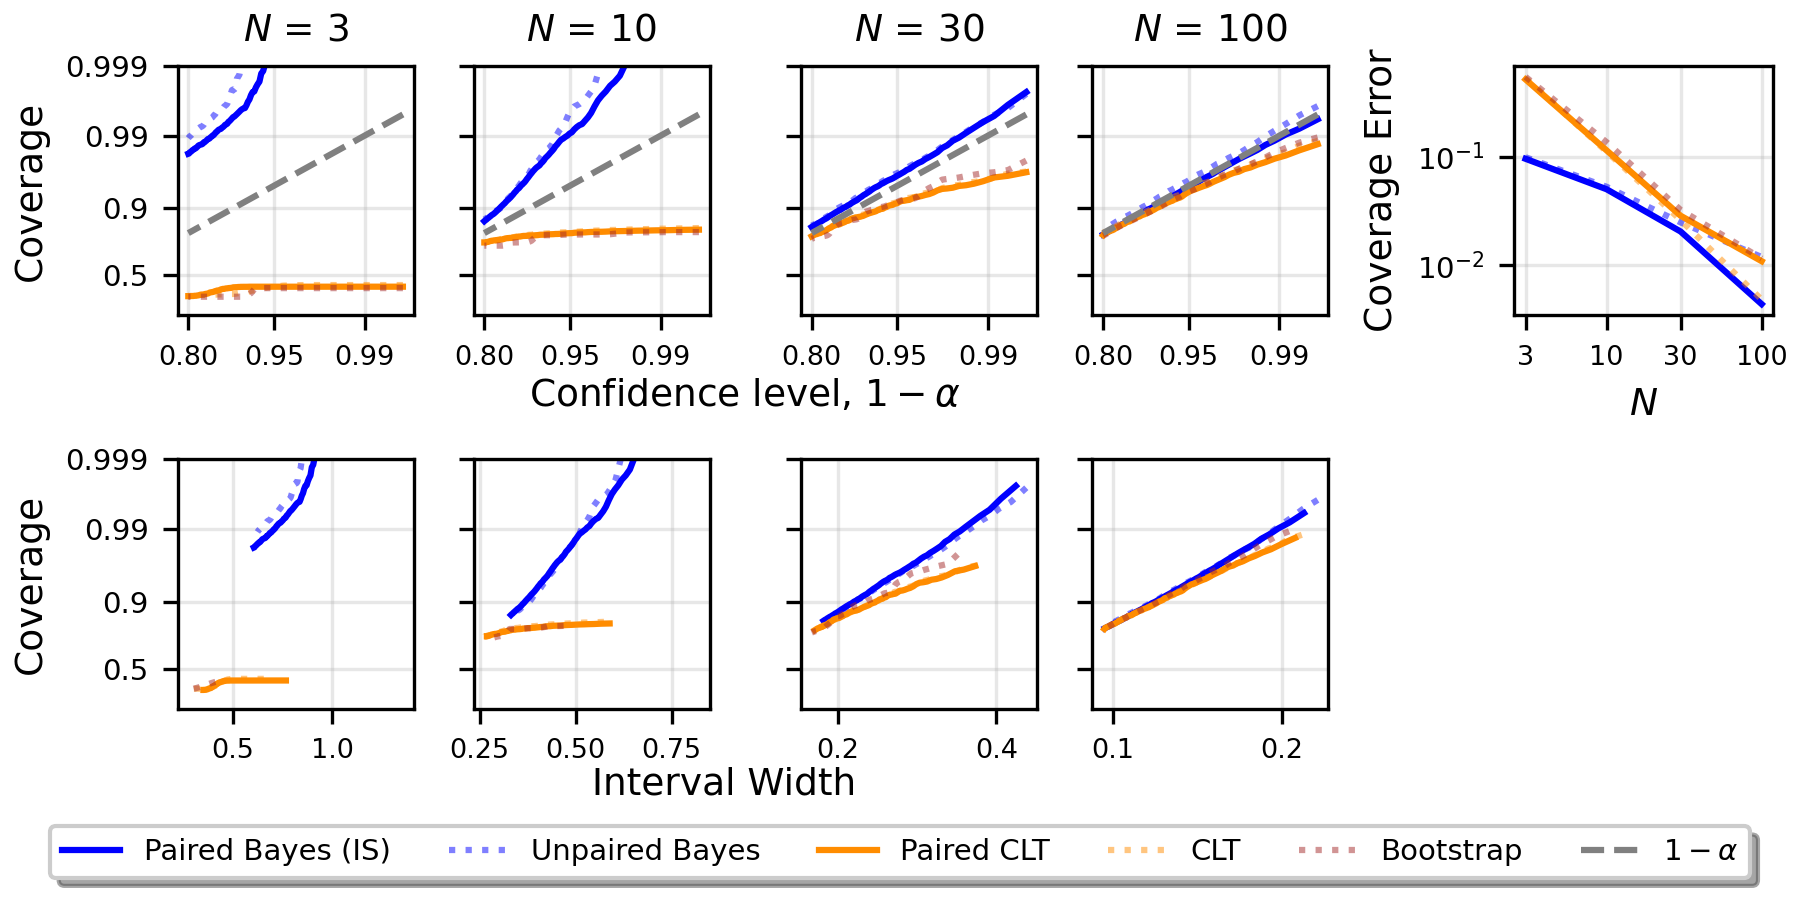 N = 3
N = 10
N = 30
N = 100
Coverage
0.999
0.99
0.9
0.5
0.80 0.95 0.99
0.80 0.95 0.99
0.80 0.95 0.99
0.80 0.95 0.99
Confidence level, 1 − α
Coverage Error
10⁻¹
10⁻²
3 10 30 100
N
Coverage
0.999
0.99
0.9
0.5
0.5 1.0
0.25 0.50 0.75
0.2 0.4
0.1 0.2
Interval Width
Paired Bayes (IS) Unpaired Bayes Paired CLT CLT Bootstrap 1 − α